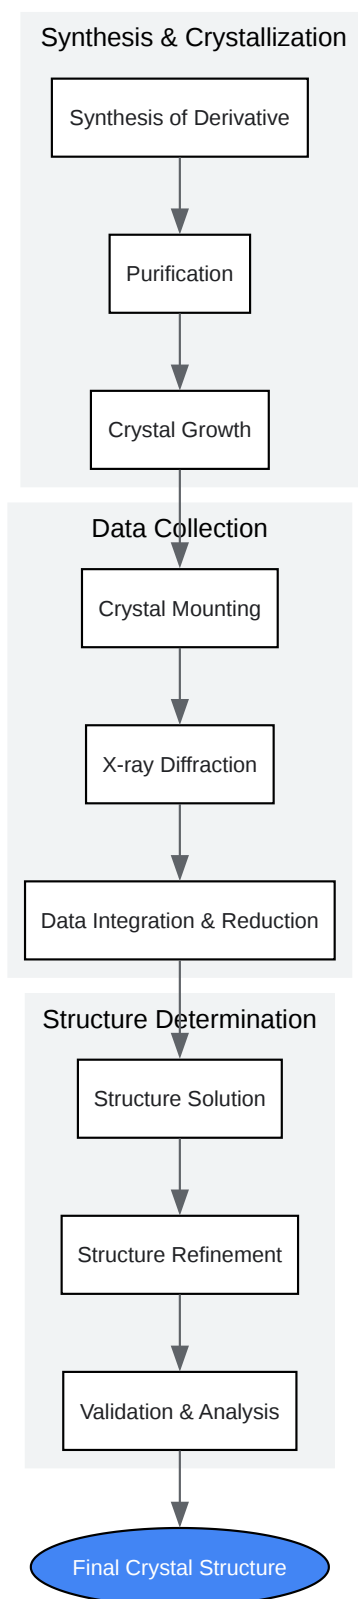 Synthesis & Crystallization
Synthesis of Derivative
Purification
Crystal Growth
Data Collection
Crystal Mounting
X-ray Diffraction
Data Integration & Reduction
Structure Determination
Structure Solution
Structure Refinement
Validation & Analysis
Final Crystal Structure